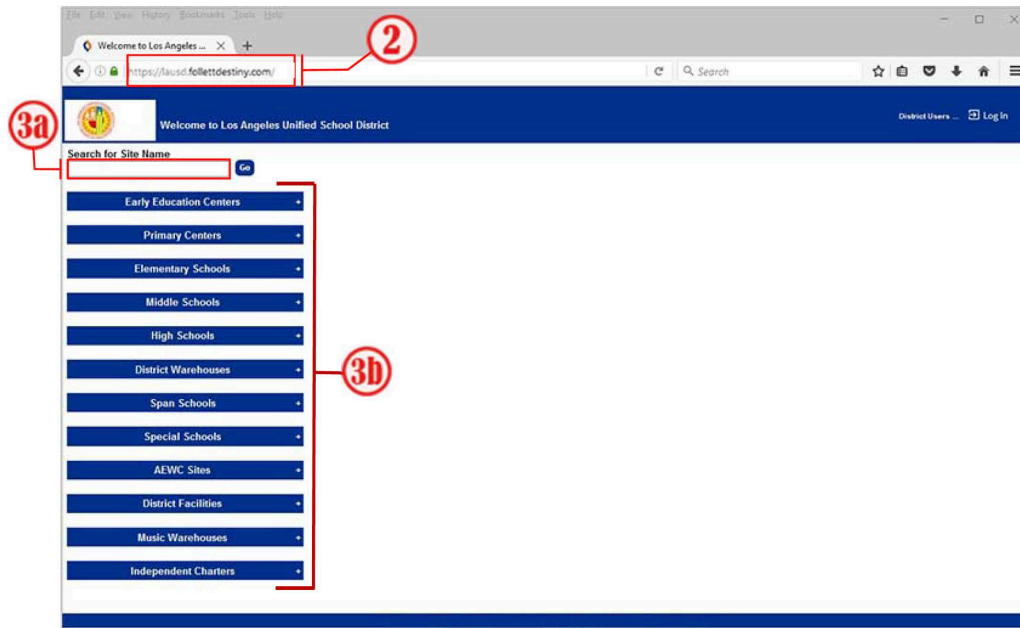 File Edit View History Bookmarks Tools Help
Welcome to Los Angeles ...
2
https://lausd.follettdestiny.com/
Search
3a
Welcome to Los Angeles Unified School District
District Users ... Log In
Search for Site Name
Go
Early Education Centers +
Primary Centers +
Elementary Schools +
Middle Schools +
High Schools +
District Warehouses +
3b
Span Schools +
Special Schools +
AEWC Sites +
District Facilities +
Music Warehouses +
Independent Charters +